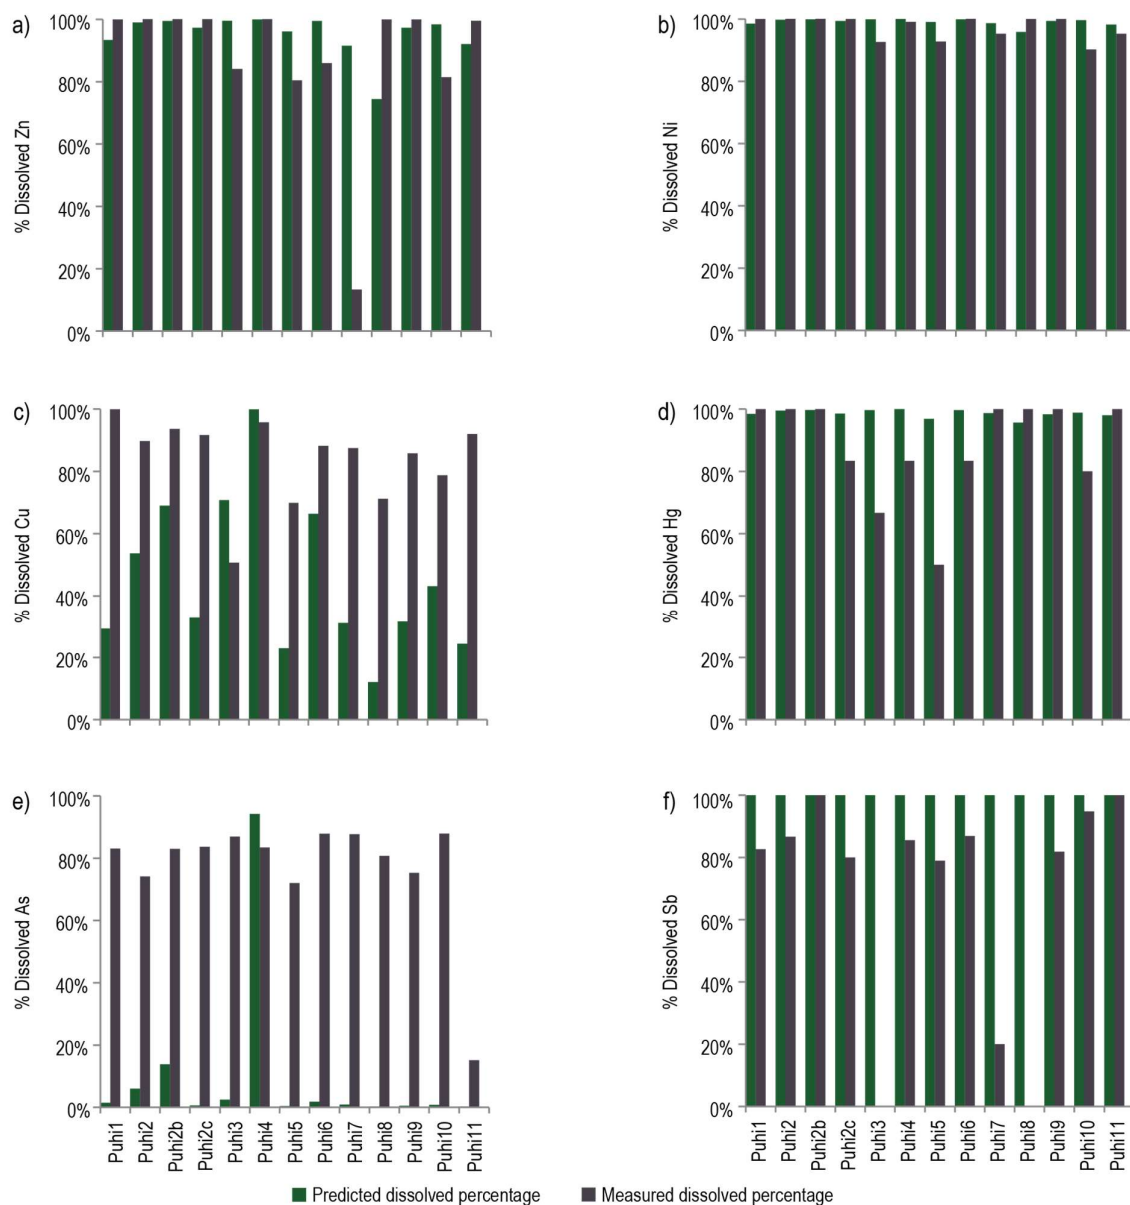 a)
% Dissolved Zn
100%
80%
60%
40%
20%
0%
b)
% Dissolved Ni
100%
80%
60%
40%
20%
0%
c)
% Dissolved Cu
100%
80%
60%
40%
20%
0%
d)
% Dissolved Hg
100%
80%
60%
40%
20%
0%
e)
% Dissolved As
100%
80%
60%
40%
20%
0%
Puhi1
Puhi2
Puhi2b
Puhi2c
Puhi3
Puhi4
Puhi5
Puhi6
Puhi7
Puhi8
Puhi9
Puhi10
Puhi11
f)
% Dissolved Sb
100%
80%
60%
40%
20%
0%
Puhi1
Puhi2
Puhi2b
Puhi2c
Puhi3
Puhi4
Puhi5
Puhi6
Puhi7
Puhi8
Puhi9
Puhi10
Puhi11
Predicted dissolved percentage
Measured dissolved percentage